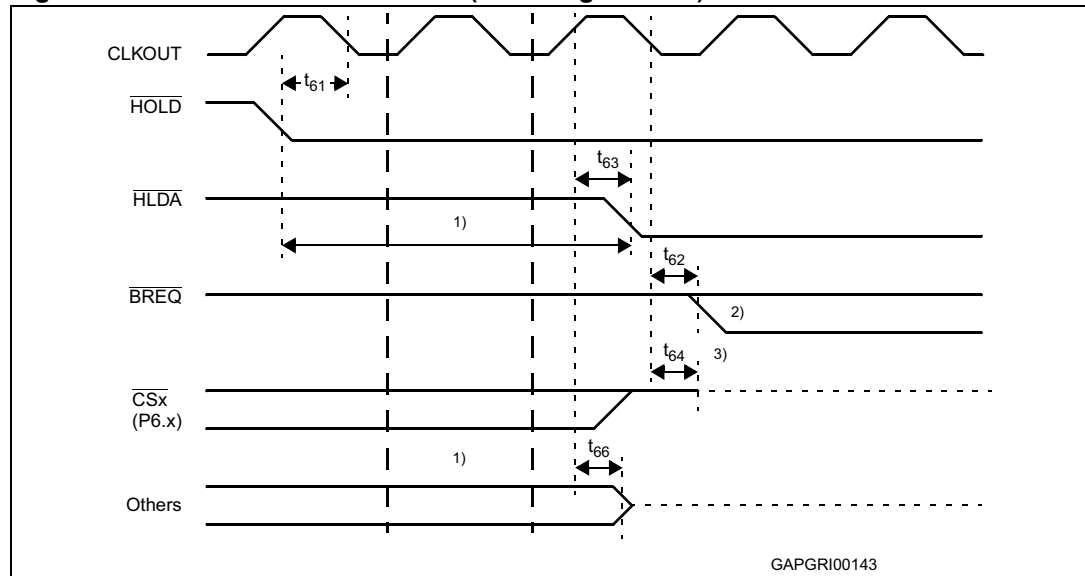 CLKOUT
t61
HOLD
t63
HLDA
1)
t62
BREQ
2)
t64
3)
CSx
(P6.x)
1)
t66
Others
GAPGRI00143